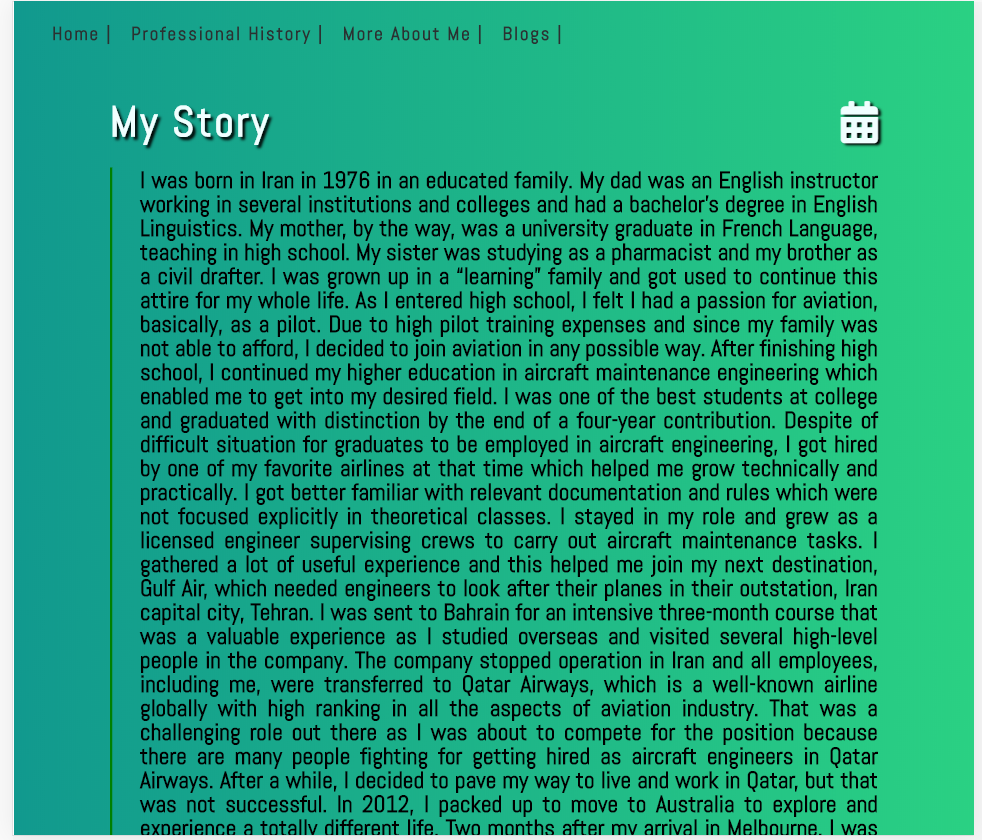 Home | Professional History | More About Me | Blogs |
My Story
I was born in Iran in 1976 in an educated family. My dad was an English instructor
working in several institutions and colleges and had a bachelor's degree in English
Linguistics. My mother, by the way, was a university graduate in French Language,
teaching in high school. My sister was studying as a pharmacist and my brother as
a civil drafter. I was grown up in a “learning” family and got used to continue this
attire for my whole life. As I entered high school, I felt I had a passion for aviation,
basically, as a pilot. Due to high pilot training expenses and since my family was
not able to afford, I decided to join aviation in any possible way. After finishing high
school, I continued my higher education in aircraft maintenance engineering which
enabled me to get into my desired field. I was one of the best students at college
and graduated with distinction by the end of a four-year contribution. Despite of
difficult situation for graduates to be employed in aircraft engineering, I got hired
by one of my favorite airlines at that time which helped me grow technically and
practically. I got better familiar with relevant documentation and rules which were
not focused explicitly in theoretical classes. I stayed in my role and grew as a
licensed engineer supervising crews to carry out aircraft maintenance tasks. I
gathered a lot of useful experience and this helped me join my next destination,
Gulf Air, which needed engineers to look after their planes in their outstation, Iran
capital city, Tehran. I was sent to Bahrain for an intensive three-month course that
was a valuable experience as I studied overseas and visited several high-level
people in the company. The company stopped operation in Iran and all employees,
including me, were transferred to Qatar Airways, which is a well-known airline
globally with high ranking in all the aspects of aviation industry. That was a
challenging role out there as I was about to compete for the position because
there are many people fighting for getting hired as aircraft engineers in Qatar
Airways. After a while, I decided to pave my way to live and work in Qatar, but that
was not successful. In 2012, I packed up to move to Australia to explore and
experience a totally different life. Two months after my arrival in Melbourne, I was